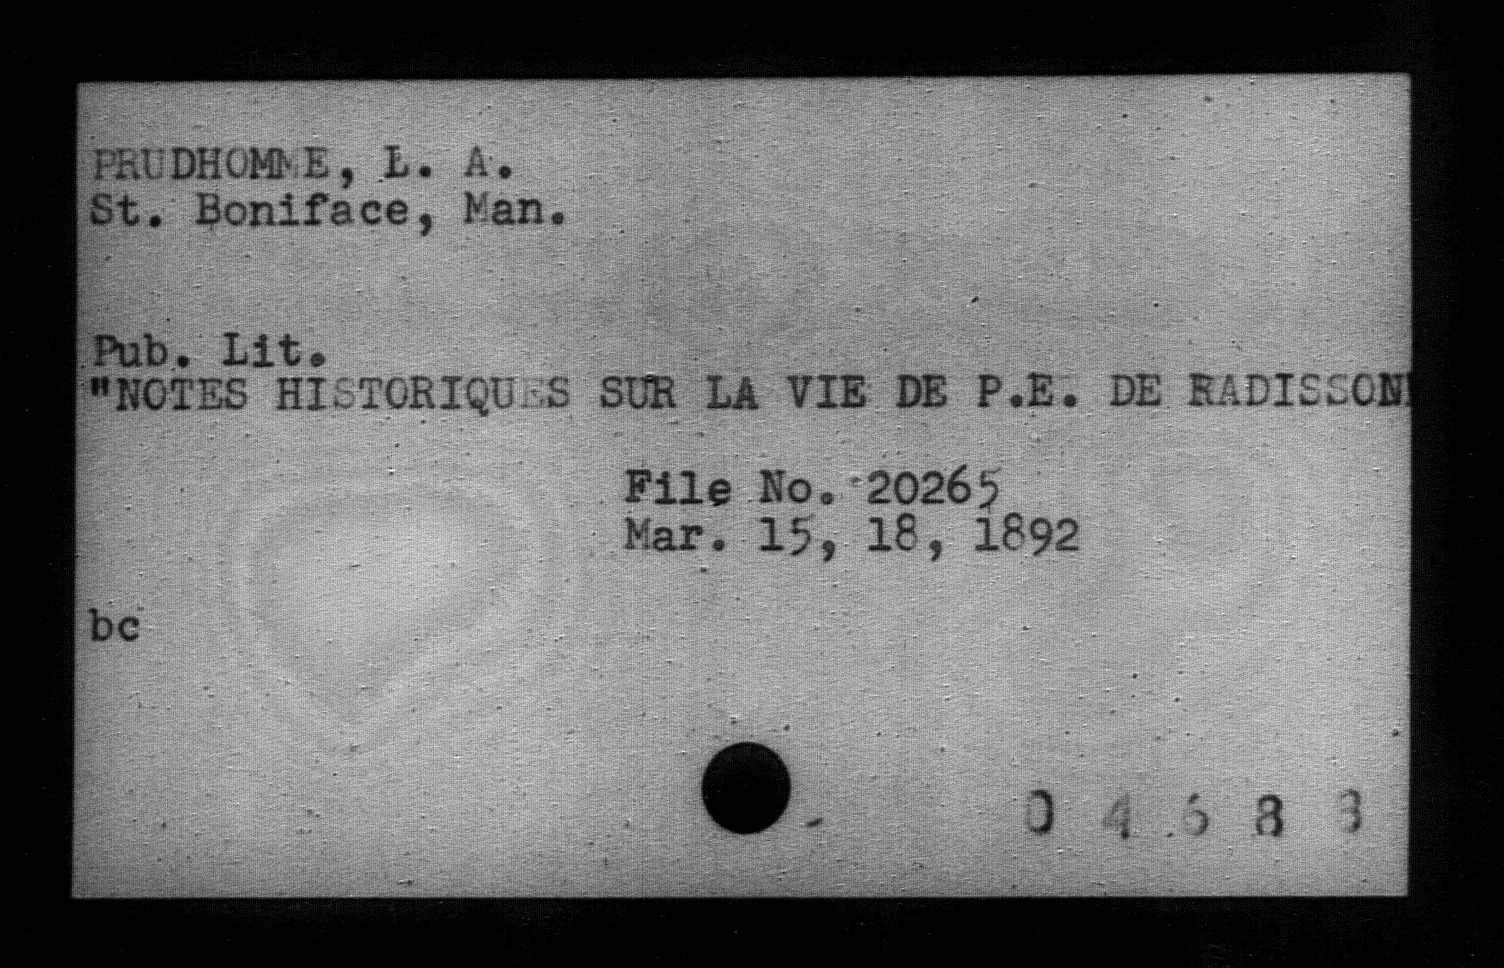 PRUDHOMME, L. A.
St. Boniface, Man.
Pub. Lit.
"NOTES HISTORIQUES SUR LA VIE DE P.E. DE RADISSON
File No. 20265
Mar. 15, 18, 1892
bc
0 4 6 8 8